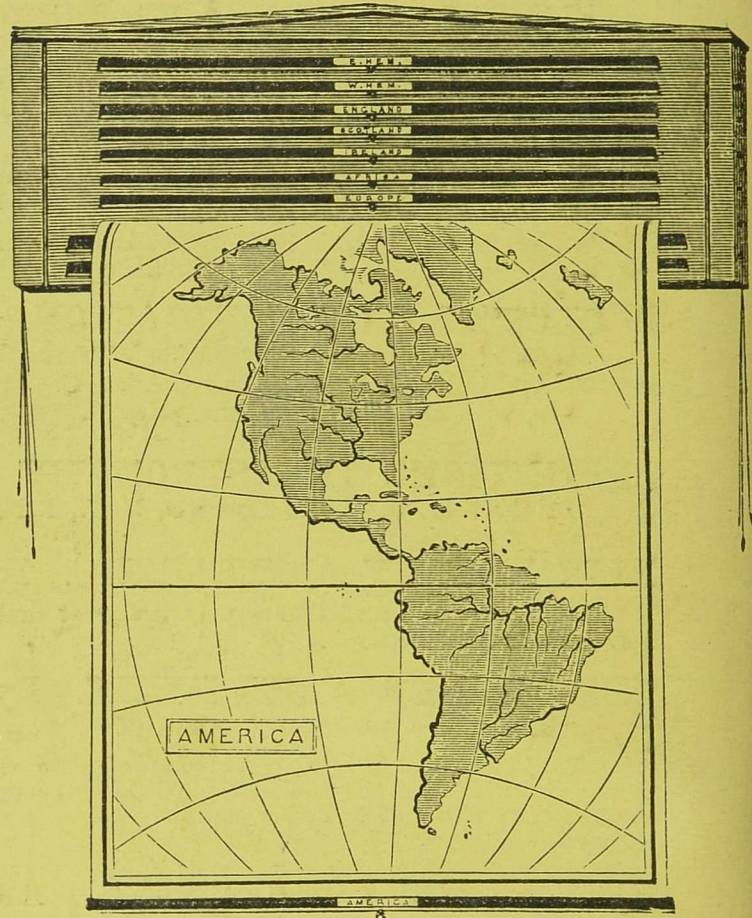 E. HEM.
W. HEM.
ENGLAND
SCOTLAND
IRELAND
AFRICA
EUROPE
AMERICA
AMERICA